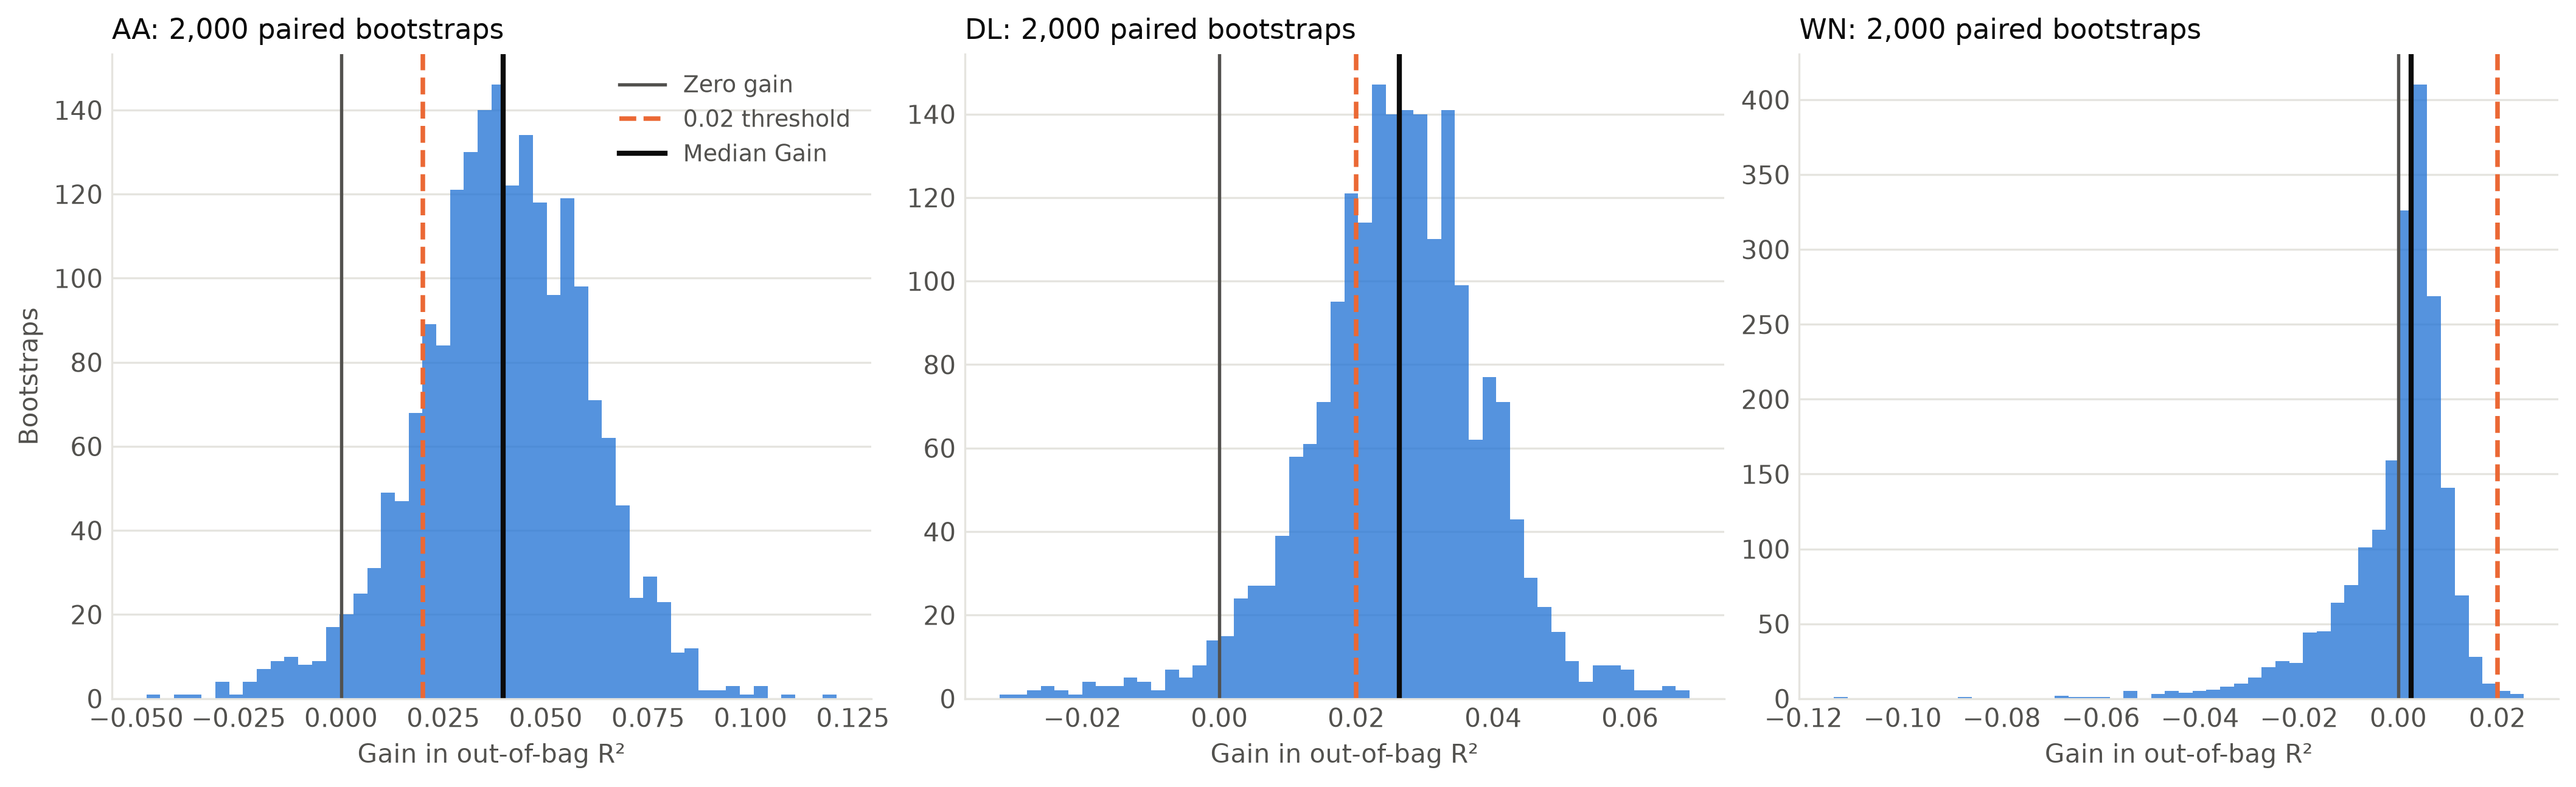 AA: 2,000 paired bootstraps
Bootstraps
140
120
100
80
60
40
20
0
−0.050 −0.025 0.000 0.025 0.050 0.075 0.100 0.125
Gain in out-of-bag R²
Zero gain
0.02 threshold
Median Gain
DL: 2,000 paired bootstraps
140
120
100
80
60
40
20
0
−0.02 0.00 0.02 0.04 0.06
Gain in out-of-bag R²
WN: 2,000 paired bootstraps
400
350
300
250
200
150
100
50
0
−0.12 −0.10 −0.08 −0.06 −0.04 −0.02 0.00 0.02
Gain in out-of-bag R²